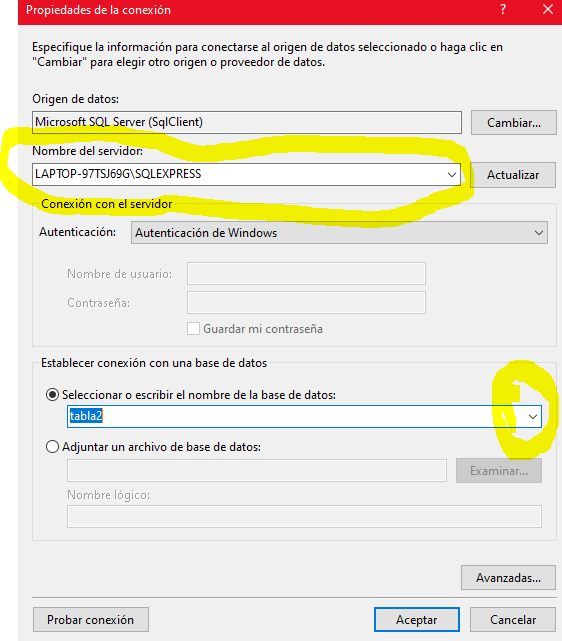 Propiedades de la conexión
Especifique la información para conectarse al origen de datos seleccionado o haga clic en
"Cambiar" para elegir otro origen o proveedor de datos.
Origen de datos:
Microsoft SQL Server (SqlClient)
Cambiar...
Nombre del servidor:
LAPTOP-97TSJ69G\SQLEXPRESS
Actualizar
Conexión con el servidor
Autenticación:
Autenticación de Windows
Nombre de usuario:
Contraseña:
Guardar mi contraseña
Establecer conexión con una base de datos
Seleccionar o escribir el nombre de la base de datos:
tabla2
Adjuntar un archivo de base de datos:
Examinar...
Nombre lógico:
Avanzadas...
Probar conexión
Aceptar
Cancelar